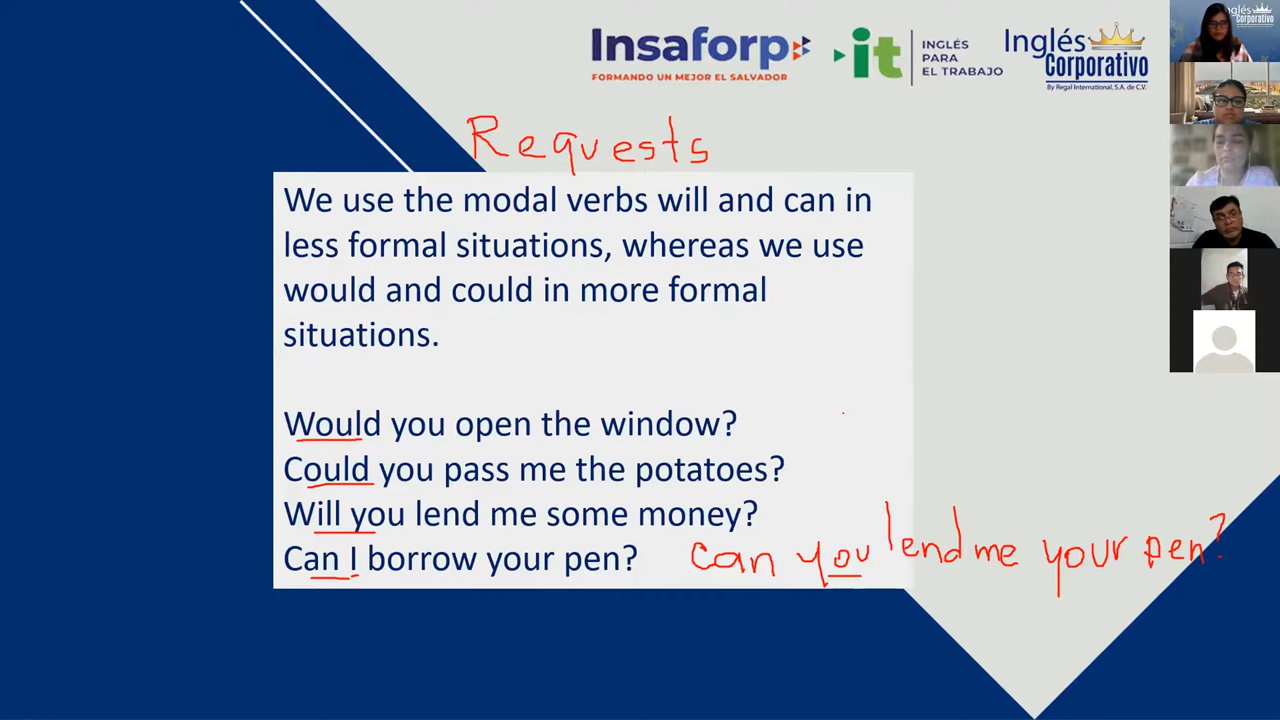 Insaforp
FORMANDO UN MEJOR EL SALVADOR
it
INGLÉS
PARA
EL TRABAJO
Inglés
Corporativo
By Regal International, S.A. de C.V.
Inglés
Corporativo
Requests
We use the modal verbs will and can in
less formal situations, whereas we use
would and could in more formal
situations.
Would you open the window?
Could you pass me the potatoes?
Will you lend me some money?
Can I borrow your pen?
can you lend me your pen?